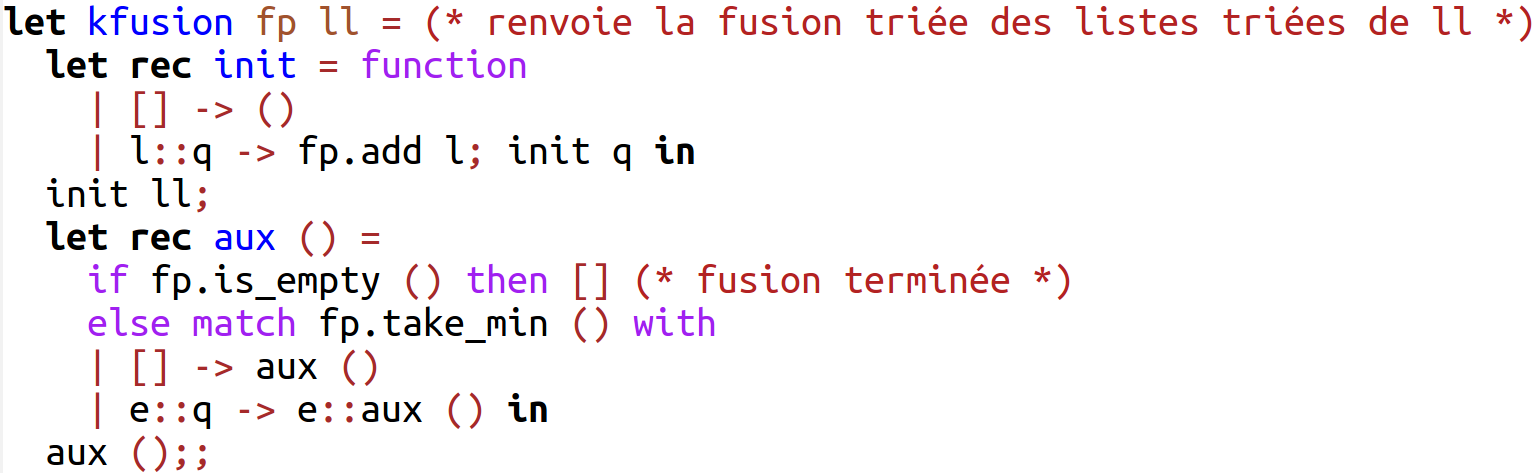 let kfusion fp ll = (* renvoie la fusion triée des listes triées de ll *)
  let rec init = function
    | [] -> ()
    | l::q -> fp.add l; init q in
  init ll;
  let rec aux () =
    if fp.is_empty () then [] (* fusion terminée *)
    else match fp.take_min () with
    | [] -> aux ()
    | e::q -> e::aux () in
  aux ();;